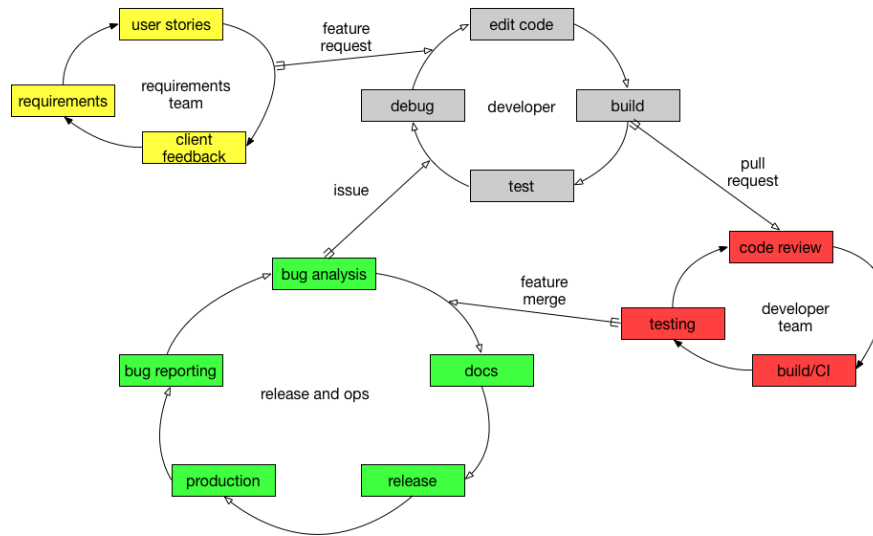 user stories
feature
request
edit code
requirements
requirements
team
debug
developer
build
client
feedback
pull
request
issue
test
code review
bug analysis
feature
merge
testing
developer
team
bug reporting
release and ops
docs
build/CI
production
release